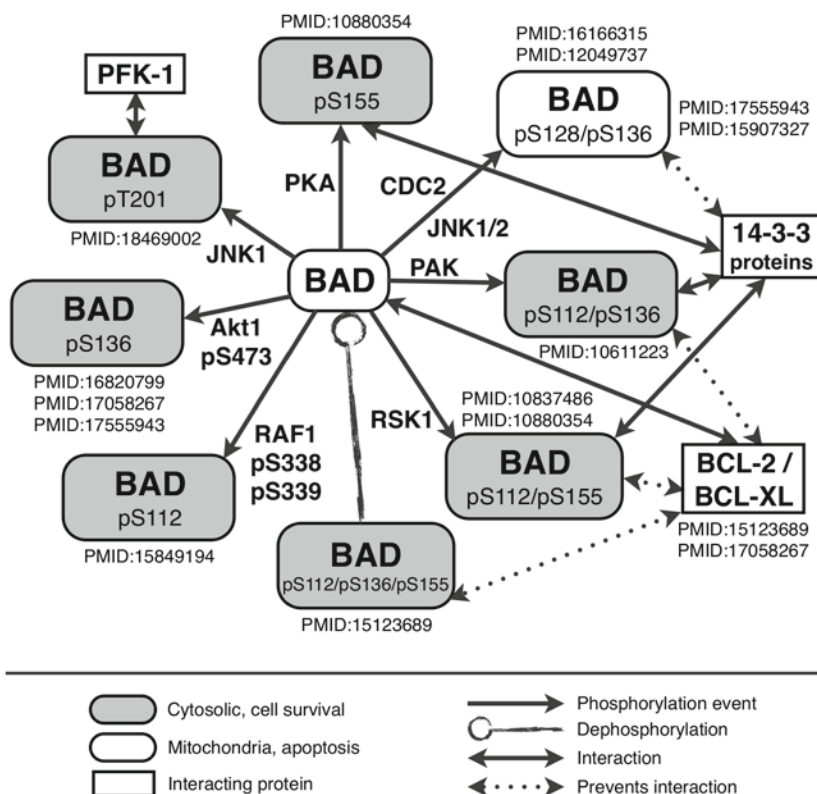 PMID:10880354
PFK-1
BAD
pS155
PMID:16166315
PMID:12049737
BAD
pS128/pS136
PMID:17555943
PMID:15907327
BAD
pT201
PMID:18469002
PKA
CDC2
JNK1/2
JNK1
14-3-3
proteins
BAD
PAK
BAD
pS112/pS136
PMID:10611223
BAD
pS136
PMID:16820799
PMID:17058267
PMID:17555943
Akt1
pS473
RAF1
pS338
pS339
RSK1
PMID:10837486
PMID:10880354
BAD
pS112/pS155
BCL-2 /
BCL-XL
PMID:15123689
PMID:17058267
BAD
pS112
PMID:15849194
BAD
pS112/pS136/pS155
PMID:15123689
Cytosolic, cell survival
Mitochondria, apoptosis
Interacting protein
Phosphorylation event
Dephosphorylation
Interaction
Prevents interaction